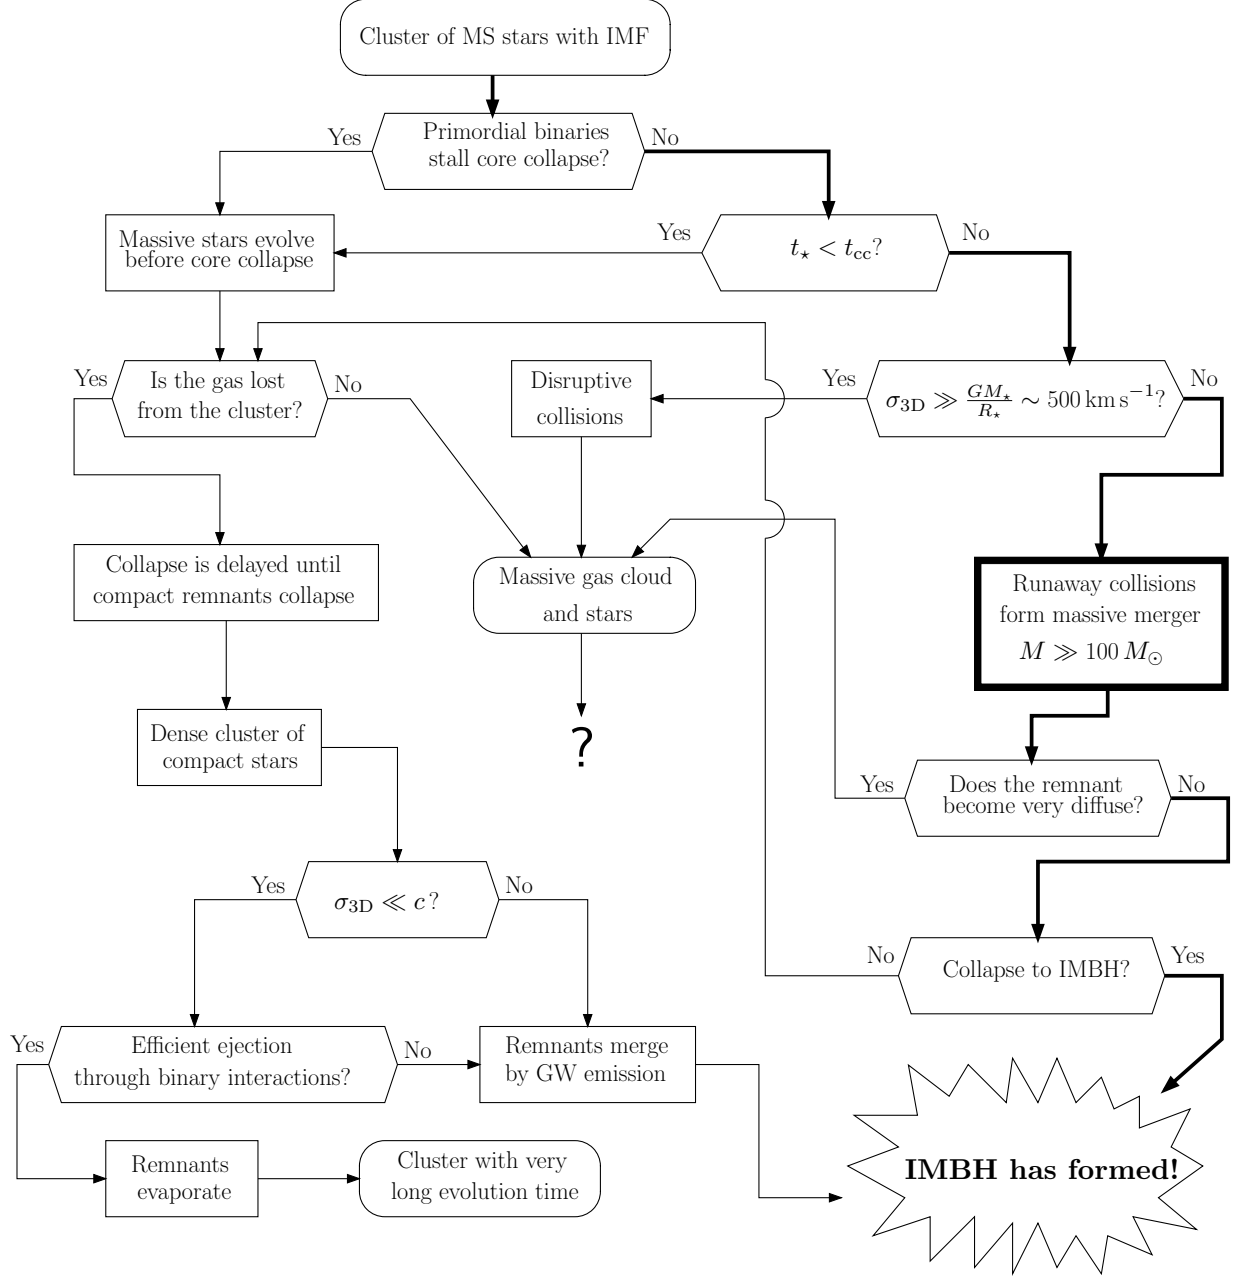 Cluster of MS stars with IMF
Yes
Primordial binaries
stall core collapse?
No
Massive stars evolve
before core collapse
Yes
t⋆ < tcc?
No
Yes
Is the gas lost
from the cluster?
No
Disruptive
collisions
Yes
σ3D ≫ GM⋆/R⋆ ∼ 500 km s−1?
No
Collapse is delayed until
compact remnants collapse
Massive gas cloud
and stars
Runaway collisions
form massive merger
M ≫ 100 M⊙
Dense cluster of
compact stars
?
Yes
Does the remnant
become very diffuse?
No
Yes
σ3D ≪ c?
No
No
Collapse to IMBH?
Yes
Yes
Efficient ejection
through binary interactions?
No
Remnants merge
by GW emission
Remnants
evaporate
Cluster with very
long evolution time
IMBH has formed!